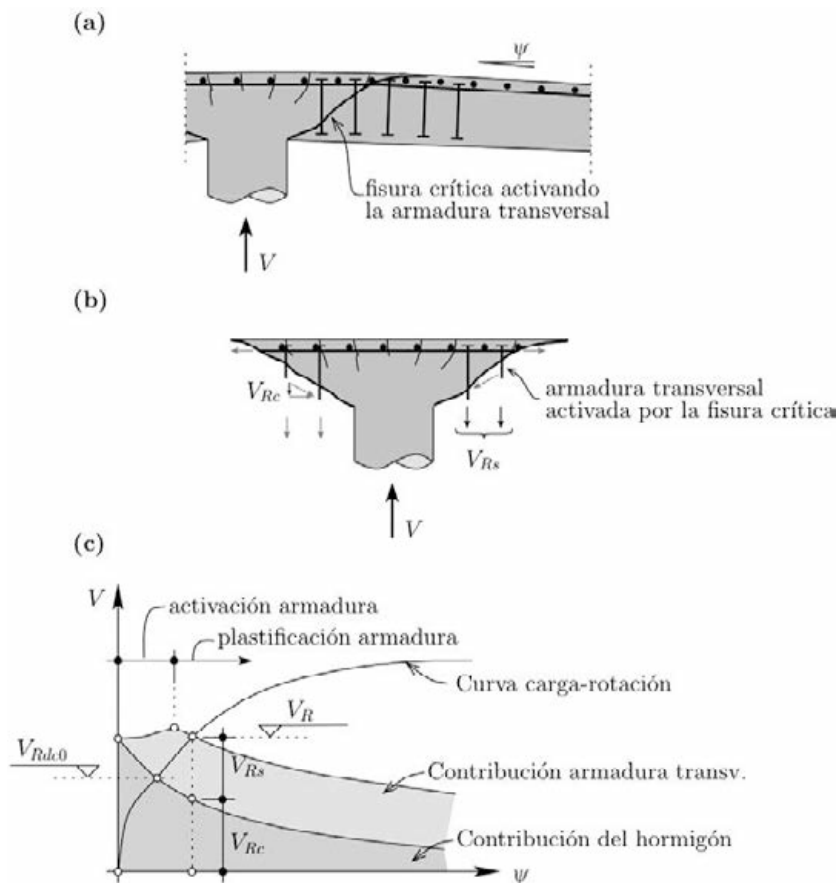 (a)
ψ
fisura crítica activando
la armadura transversal
V
(b)
V_Rc
armadura transversal
activada por la fisura crítica
V_Rs
V
(c)
V
activación armadura
plastificación armadura
Curva carga-rotación
V_R
V_Rdc0
V_Rs
Contribución armadura transv.
V_Rc
Contribución del hormigón
ψ